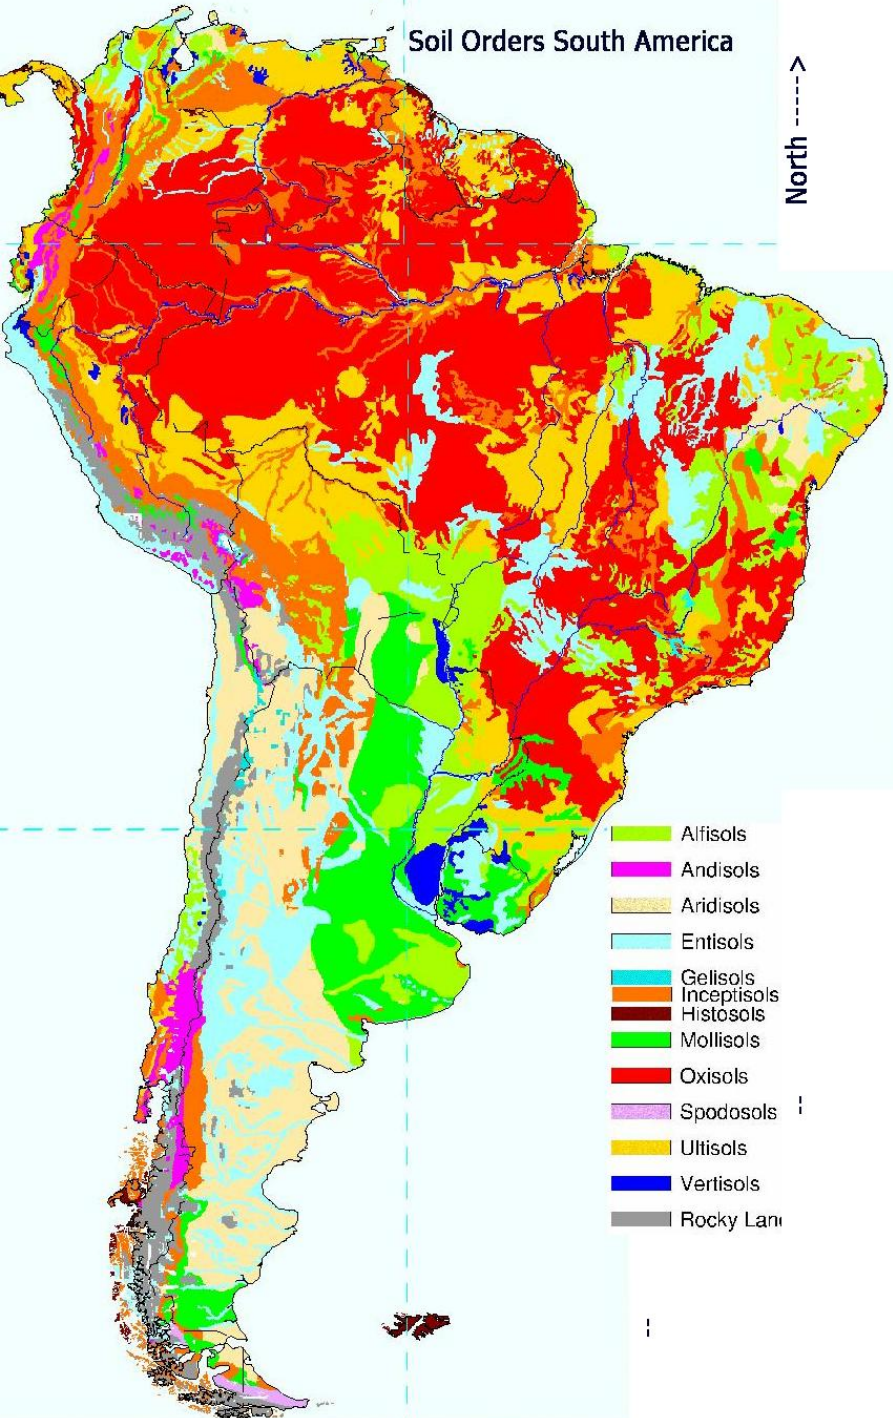 Soil Orders South America
North ------>
Alfisols
Andisols
Aridisols
Entisols
Gelisols
Inceptisols
Histosols
Mollisols
Oxisols
Spodosols
Ultisols
Vertisols
Rocky Lan